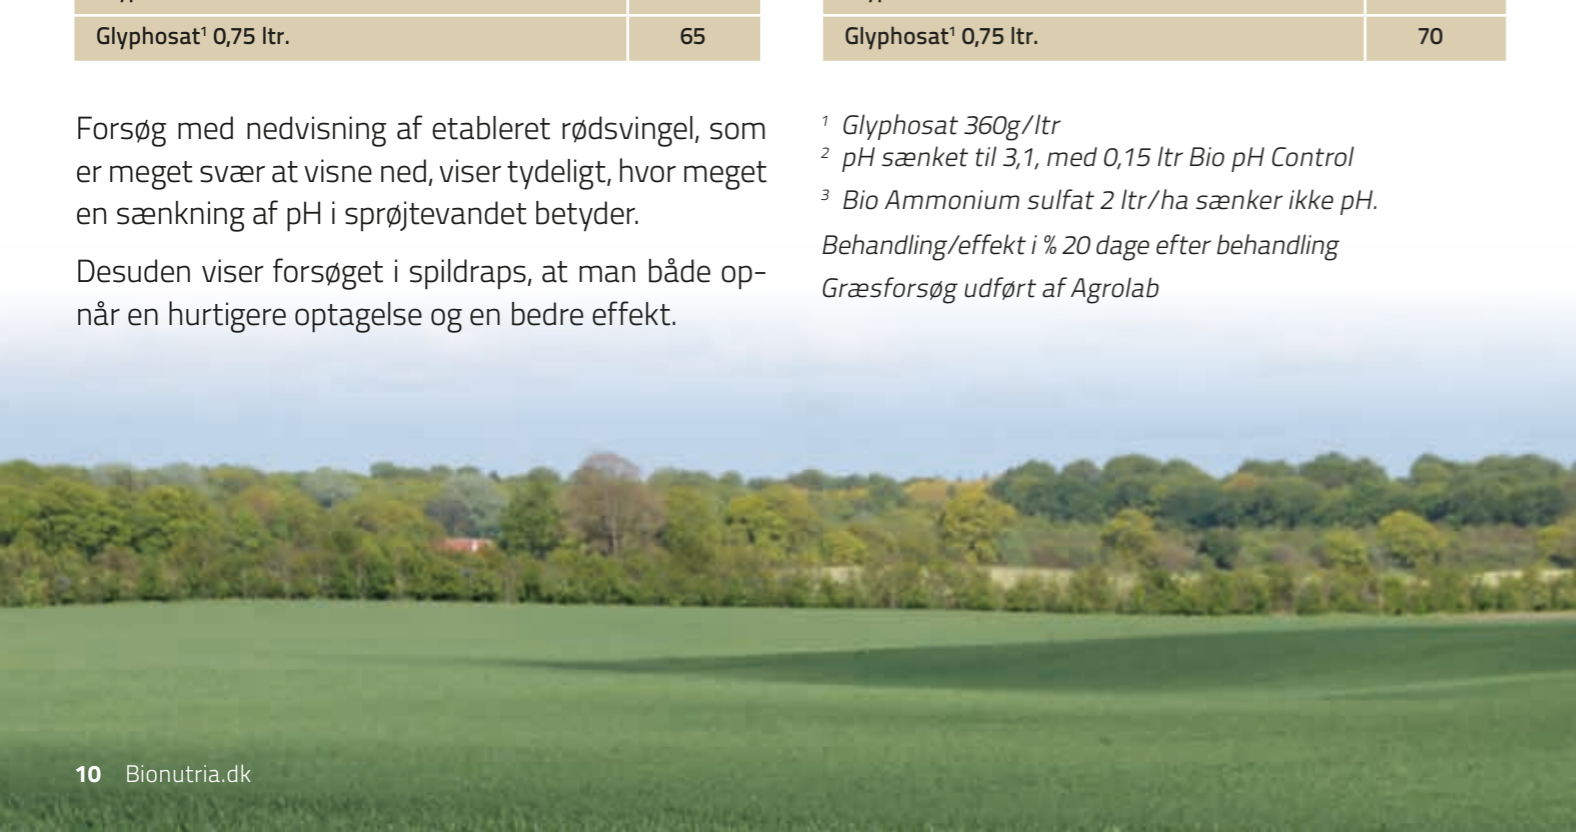 Glyphosat¹ 0,75 ltr. 65
Glyphosat¹ 0,75 ltr. 70
Forsøg med nedvisning af etableret rødsvingel, som
er meget svær at visne ned, viser tydeligt, hvor meget
en sænkning af pH i sprøjtevandet betyder.
Desuden viser forsøget i spildraps, at man både op-
når en hurtigere optagelse og en bedre effekt.
¹ Glyphosat 360g/ltr
² pH sænket til 3,1, med 0,15 ltr Bio pH Control
³ Bio Ammonium sulfat 2 ltr/ha sænker ikke pH.
Behandling/effekt i % 20 dage efter behandling
Græsforsøg udført af Agrolab
10 Bionutria.dk